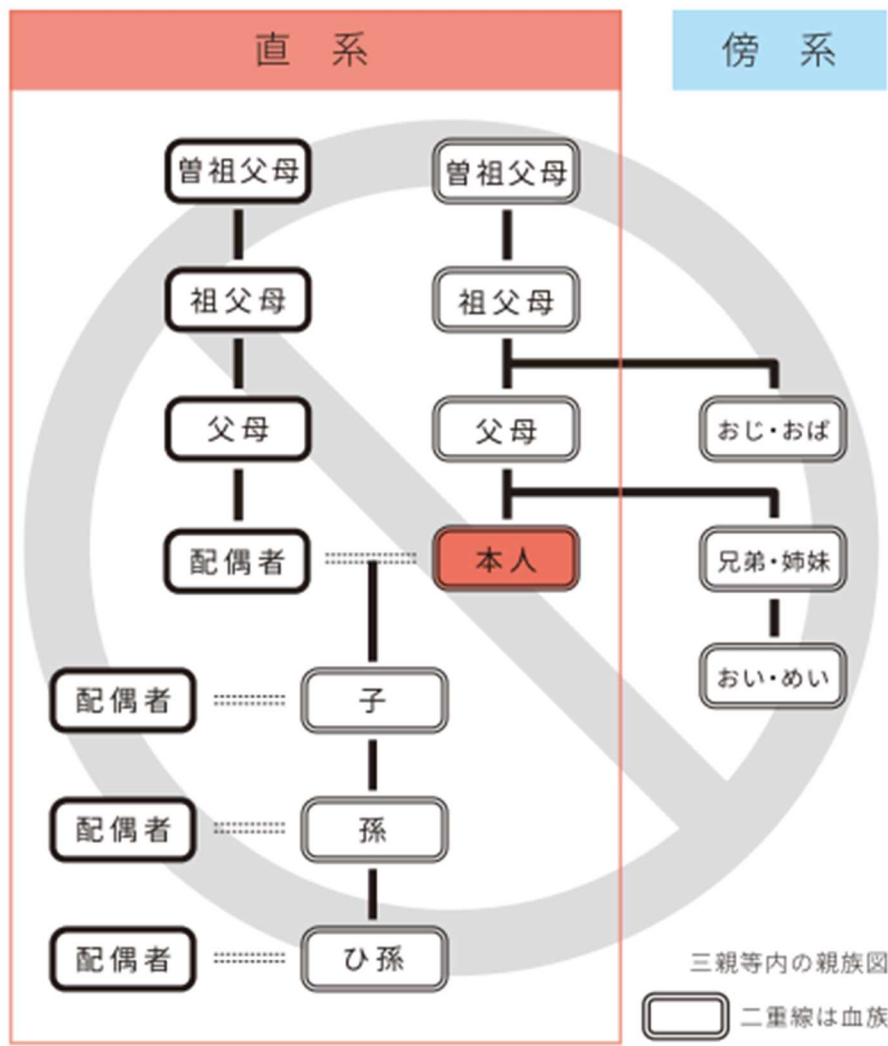 直系
傍系
曽祖父母
曽祖父母
祖父母
祖父母
父母
父母
おじ・おば
配偶者
本人
兄弟・姉妹
配偶者
子
おい・めい
配偶者
孫
配偶者
ひ孫
三親等内の親族図
二重線は血族